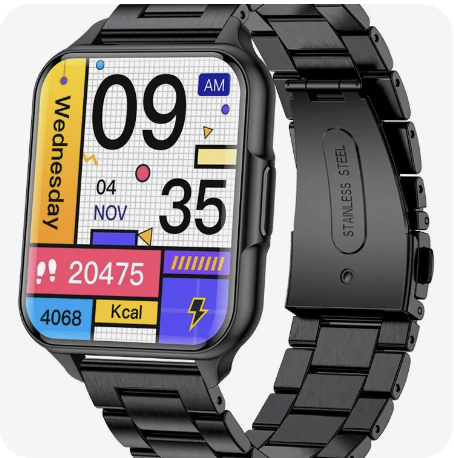 Wednesday
09
AM
04
NOV
35
20475
4068
Kcal
STAINLESS STEEL